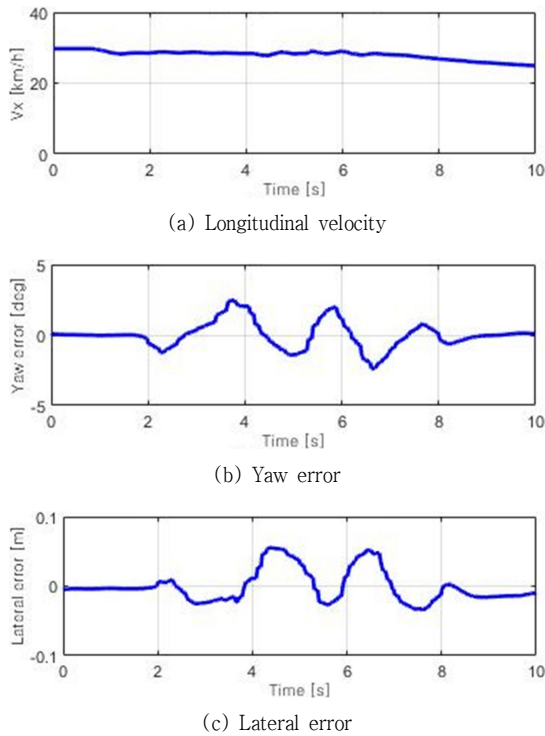 40
20
0
Vx [km/h]
0 2 4 6 8 10
Time [s]
(a) Longitudinal velocity
5
0
-5
Yaw error [deg]
0 2 4 6 8 10
Time [s]
(b) Yaw error
0.1
0
-0.1
Lateral error [m]
0 2 4 6 8 10
Time [s]
(c) Lateral error